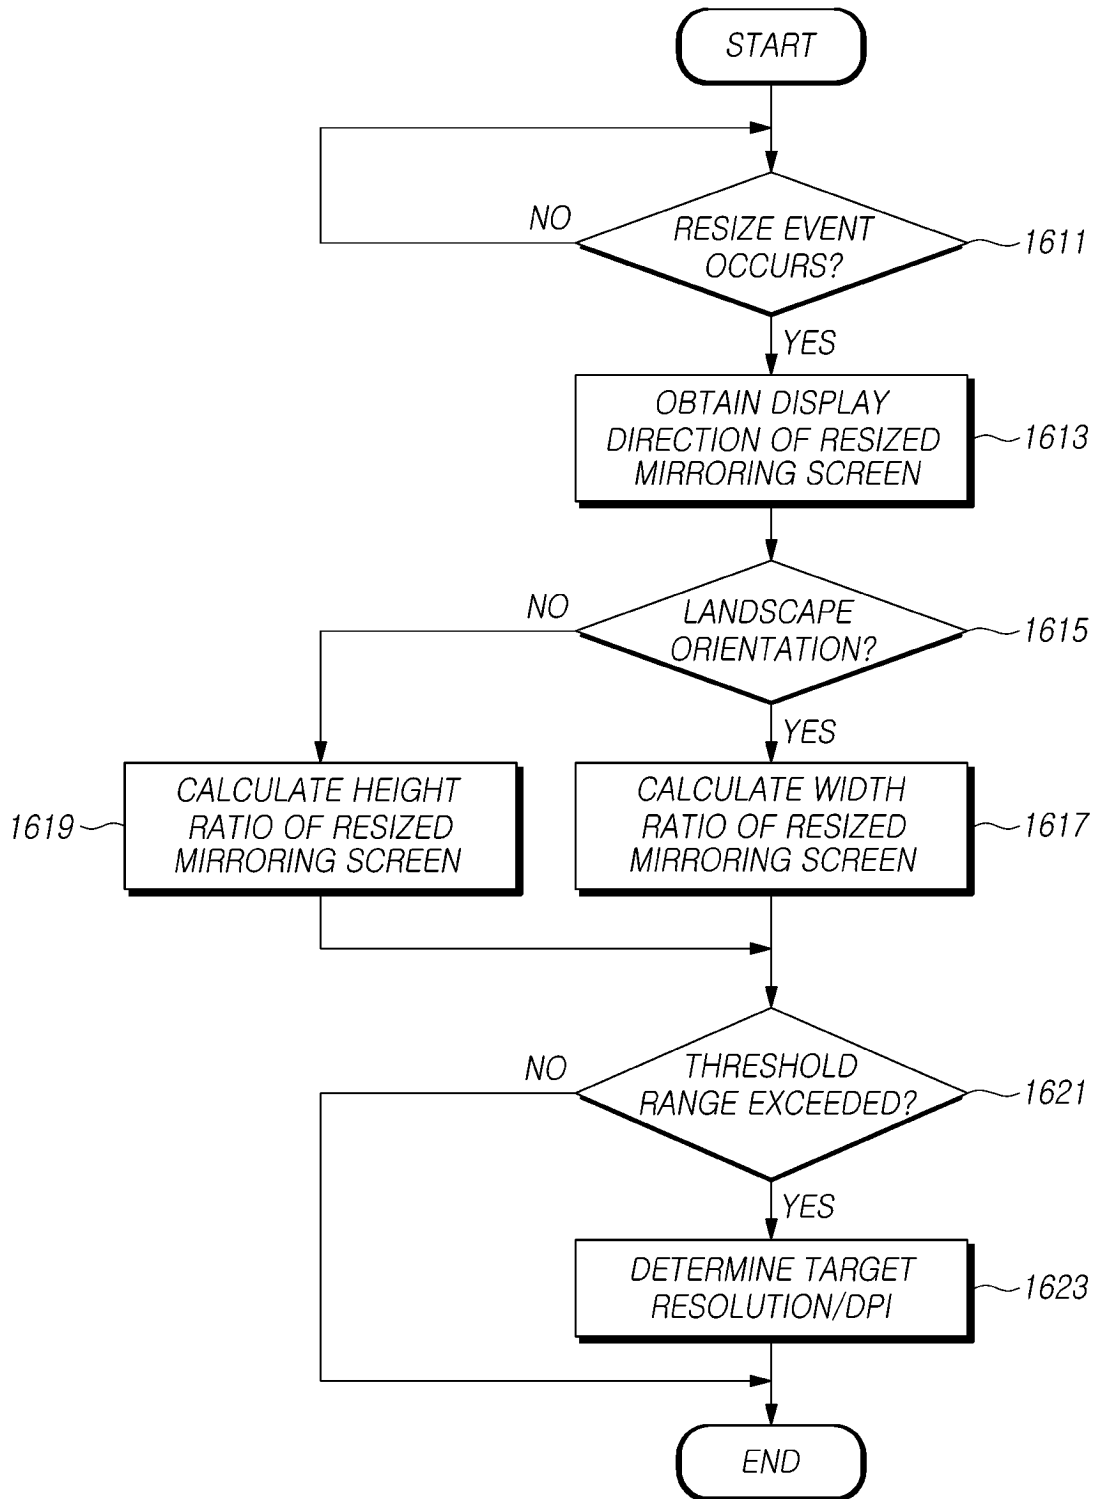 START
NO
RESIZE EVENT
OCCURS?
1611
YES
OBTAIN DISPLAY
DIRECTION OF RESIZED
MIRRORING SCREEN
1613
NO
LANDSCAPE
ORIENTATION?
1615
YES
1619
CALCULATE HEIGHT
RATIO OF RESIZED
MIRRORING SCREEN
CALCULATE WIDTH
RATIO OF RESIZED
MIRRORING SCREEN
1617
NO
THRESHOLD
RANGE EXCEEDED?
1621
YES
DETERMINE TARGET
RESOLUTION/DPI
1623
END